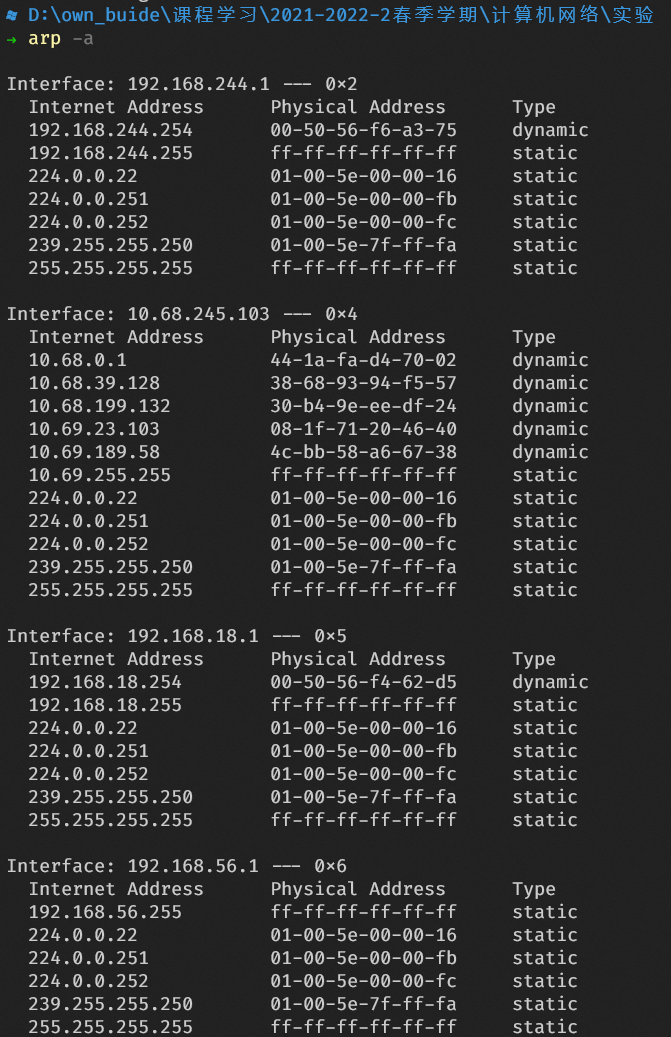 D:\own_buide\课程学习\2021-2022-2春季学期\计算机网络\实验
→ arp -a
Interface: 192.168.244.1 --- 0×2
Internet Address Physical Address Type
192.168.244.254 00-50-56-f6-a3-75 dynamic
192.168.244.255 ff-ff-ff-ff-ff-ff static
224.0.0.22 01-00-5e-00-00-16 static
224.0.0.251 01-00-5e-00-00-fb static
224.0.0.252 01-00-5e-00-00-fc static
239.255.255.250 01-00-5e-7f-ff-fa static
255.255.255.255 ff-ff-ff-ff-ff-ff static
Interface: 10.68.245.103 --- 0×4
Internet Address Physical Address Type
10.68.0.1 44-1a-fa-d4-70-02 dynamic
10.68.39.128 38-68-93-94-f5-57 dynamic
10.68.199.132 30-b4-9e-ee-df-24 dynamic
10.69.23.103 08-1f-71-20-46-40 dynamic
10.69.189.58 4c-bb-58-a6-67-38 dynamic
10.69.255.255 ff-ff-ff-ff-ff-ff static
224.0.0.22 01-00-5e-00-00-16 static
224.0.0.251 01-00-5e-00-00-fb static
224.0.0.252 01-00-5e-00-00-fc static
239.255.255.250 01-00-5e-7f-ff-fa static
255.255.255.255 ff-ff-ff-ff-ff-ff static
Interface: 192.168.18.1 --- 0×5
Internet Address Physical Address Type
192.168.18.254 00-50-56-f4-62-d5 dynamic
192.168.18.255 ff-ff-ff-ff-ff-ff static
224.0.0.22 01-00-5e-00-00-16 static
224.0.0.251 01-00-5e-00-00-fb static
224.0.0.252 01-00-5e-00-00-fc static
239.255.255.250 01-00-5e-7f-ff-fa static
255.255.255.255 ff-ff-ff-ff-ff-ff static
Interface: 192.168.56.1 --- 0×6
Internet Address Physical Address Type
192.168.56.255 ff-ff-ff-ff-ff-ff static
224.0.0.22 01-00-5e-00-00-16 static
224.0.0.251 01-00-5e-00-00-fb static
224.0.0.252 01-00-5e-00-00-fc static
239.255.255.250 01-00-5e-7f-ff-fa static
255.255.255.255 ff-ff-ff-ff-ff-ff static